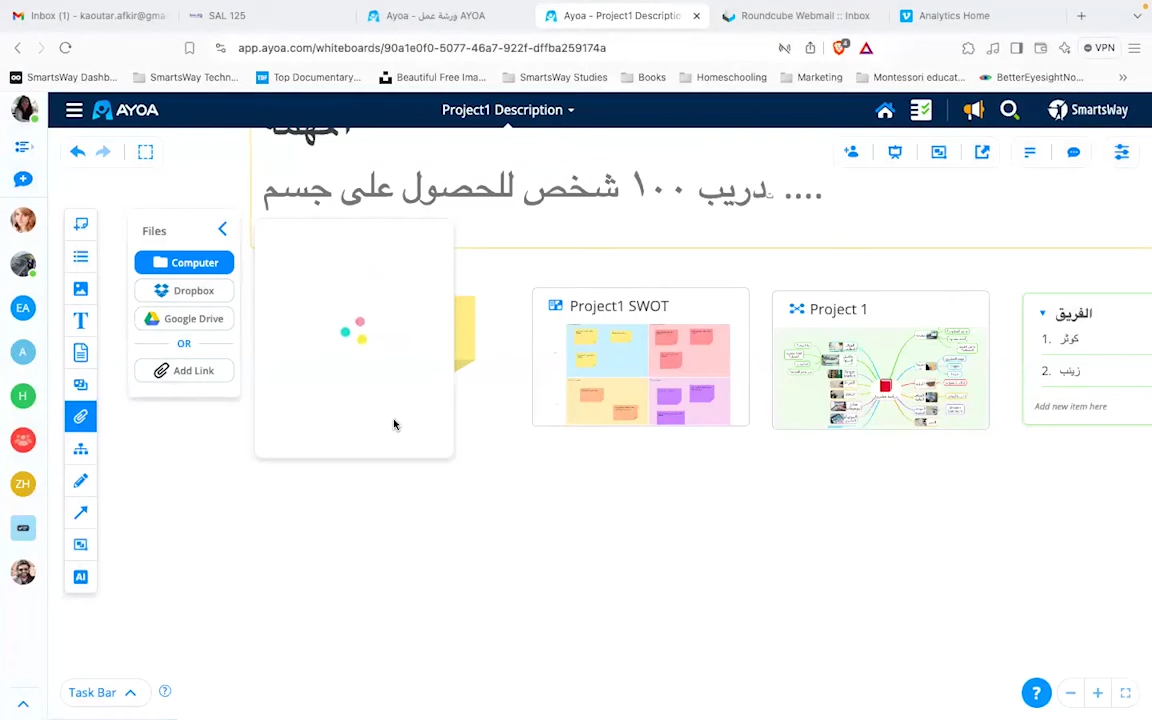 Inbox (1) - kaoutar.afkir@gma
SAL 125
Ayoa - ورشة عمل AYOA
Ayoa - Project1 Descriptio
Roundcube Webmail :: Inbox
Analytics Home
app.ayoa.com/whiteboards/90a1e0f0-5077-46a7-922f-dffba259174a
4
VPN
SmartsWay Dashb...
SmartsWay Techn...
Top Documentary...
Beautiful Free Ima...
SmartsWay Studies
Books
Homeschooling
Marketing
Montessori educat...
BetterEyesightNo...
AYOA
Project1 Description
SmartsWay
تدريب ١٠٠ شخص للحصول على جسم ....
Files
Computer
Dropbox
Google Drive
OR
Add Link
Project1 SWOT
Project 1
الفريق
1. كوثر
2. زينب
Add new item here
EA
A
H
ZH
T
AI
Task Bar
?
?